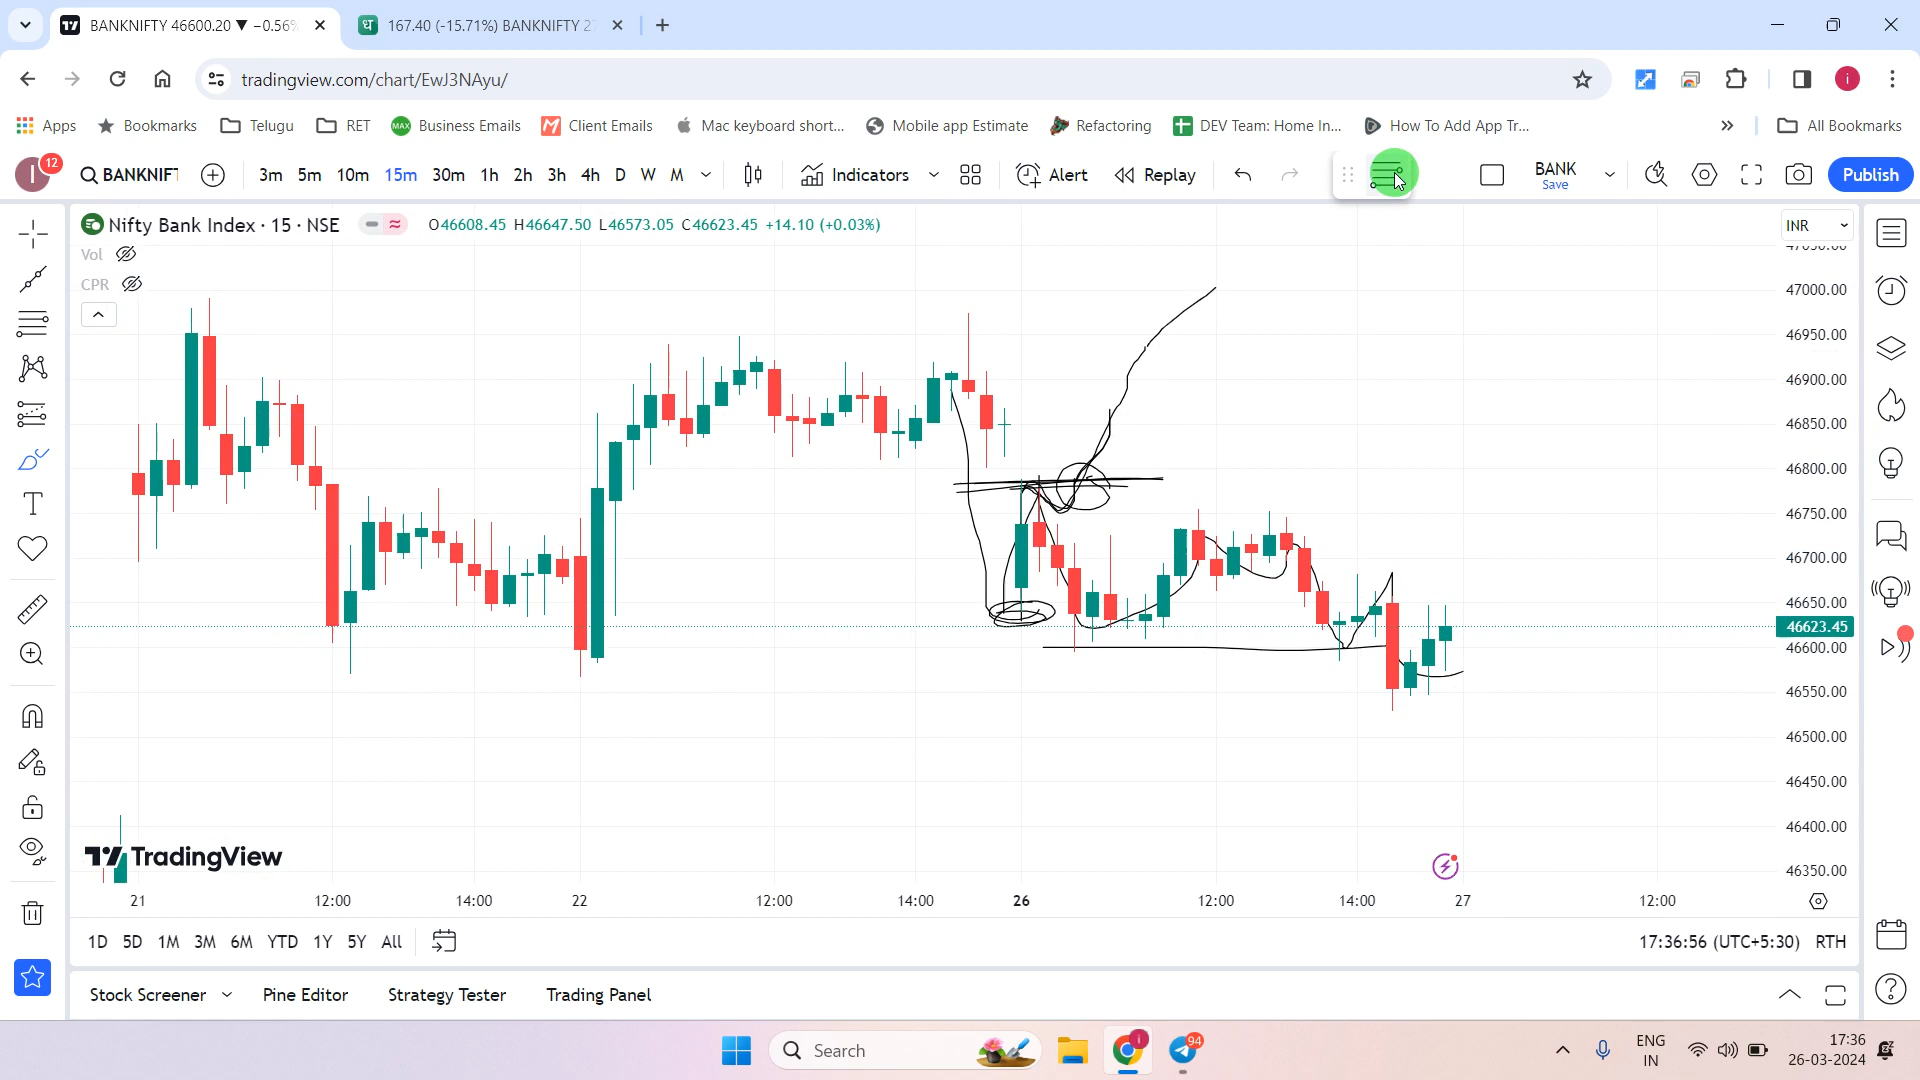 BANKNIFTY 46600.20 ▼ −0.56%
167.40 (-15.71%) BANKNIFTY 2
tradingview.com/chart/EwJ3NAyu/
Apps Bookmarks Telugu RET Business Emails Client Emails Mac keyboard short... Mobile app Estimate Refactoring DEV Team: Home In... How To Add App Tr... » All Bookmarks
I 12 BANKNIFT 3m 5m 10m 15m 30m 1h 2h 3h 4h D W M Indicators Alert Replay BANK Save Publish
Nifty Bank Index · 15 · NSE O46608.45 H46647.50 L46573.05 C46623.45 +14.10 (+0.03%) INR
Vol
CPR
47000.00
46950.00
46900.00
46850.00
46800.00
46750.00
46700.00
46650.00
46623.45
46600.00
46550.00
46500.00
46450.00
46400.00
46350.00
TradingView
21 12:00 14:00 22 12:00 14:00 26 12:00 14:00 27 12:00
1D 5D 1M 3M 6M YTD 1Y 5Y All 17:36:56 (UTC+5:30) RTH
Stock Screener Pine Editor Strategy Tester Trading Panel
Search 94 ENG IN 17:36 26-03-2024